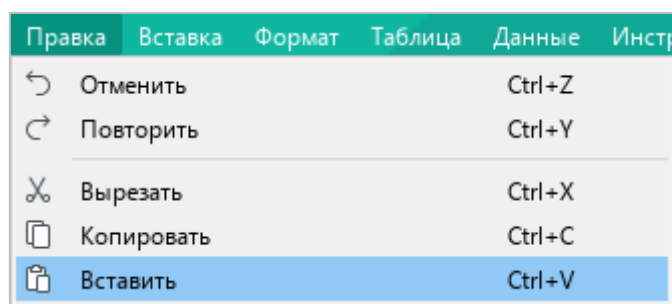 Правка Вставка Формат Таблица Данные
Отменить Ctrl+Z
Повторить Ctrl+Y
Вырезать Ctrl+X
Копировать Ctrl+C
Вставить Ctrl+V